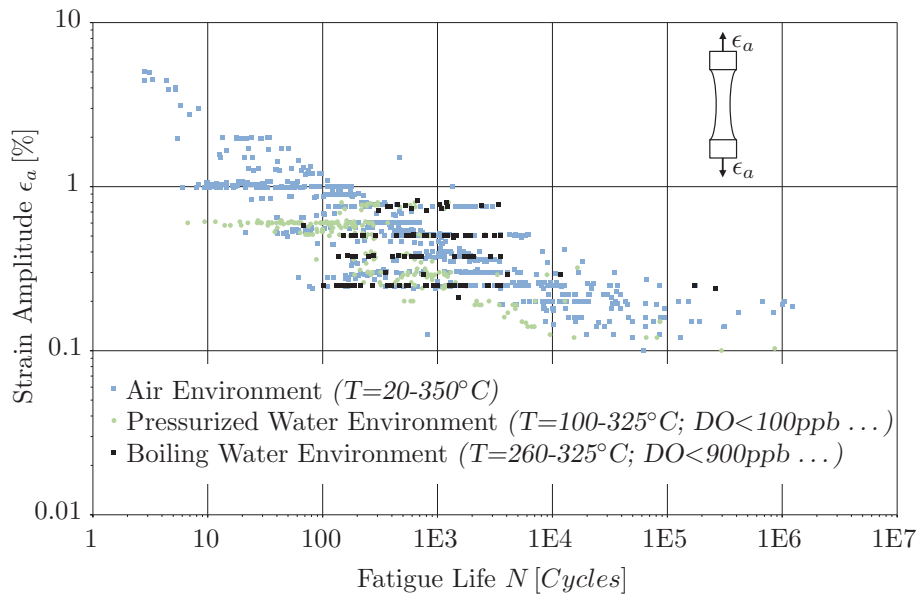 10
1
0.1
0.01
Strain Amplitude ϵa [%]
ϵa
ϵa
Air Environment (T=20-350°C)
Pressurized Water Environment (T=100-325°C; DO<100ppb ...)
Boiling Water Environment (T=260-325°C; DO<900ppb ...)
1 10 100 1E3 1E4 1E5 1E6 1E7
Fatigue Life N [Cycles]